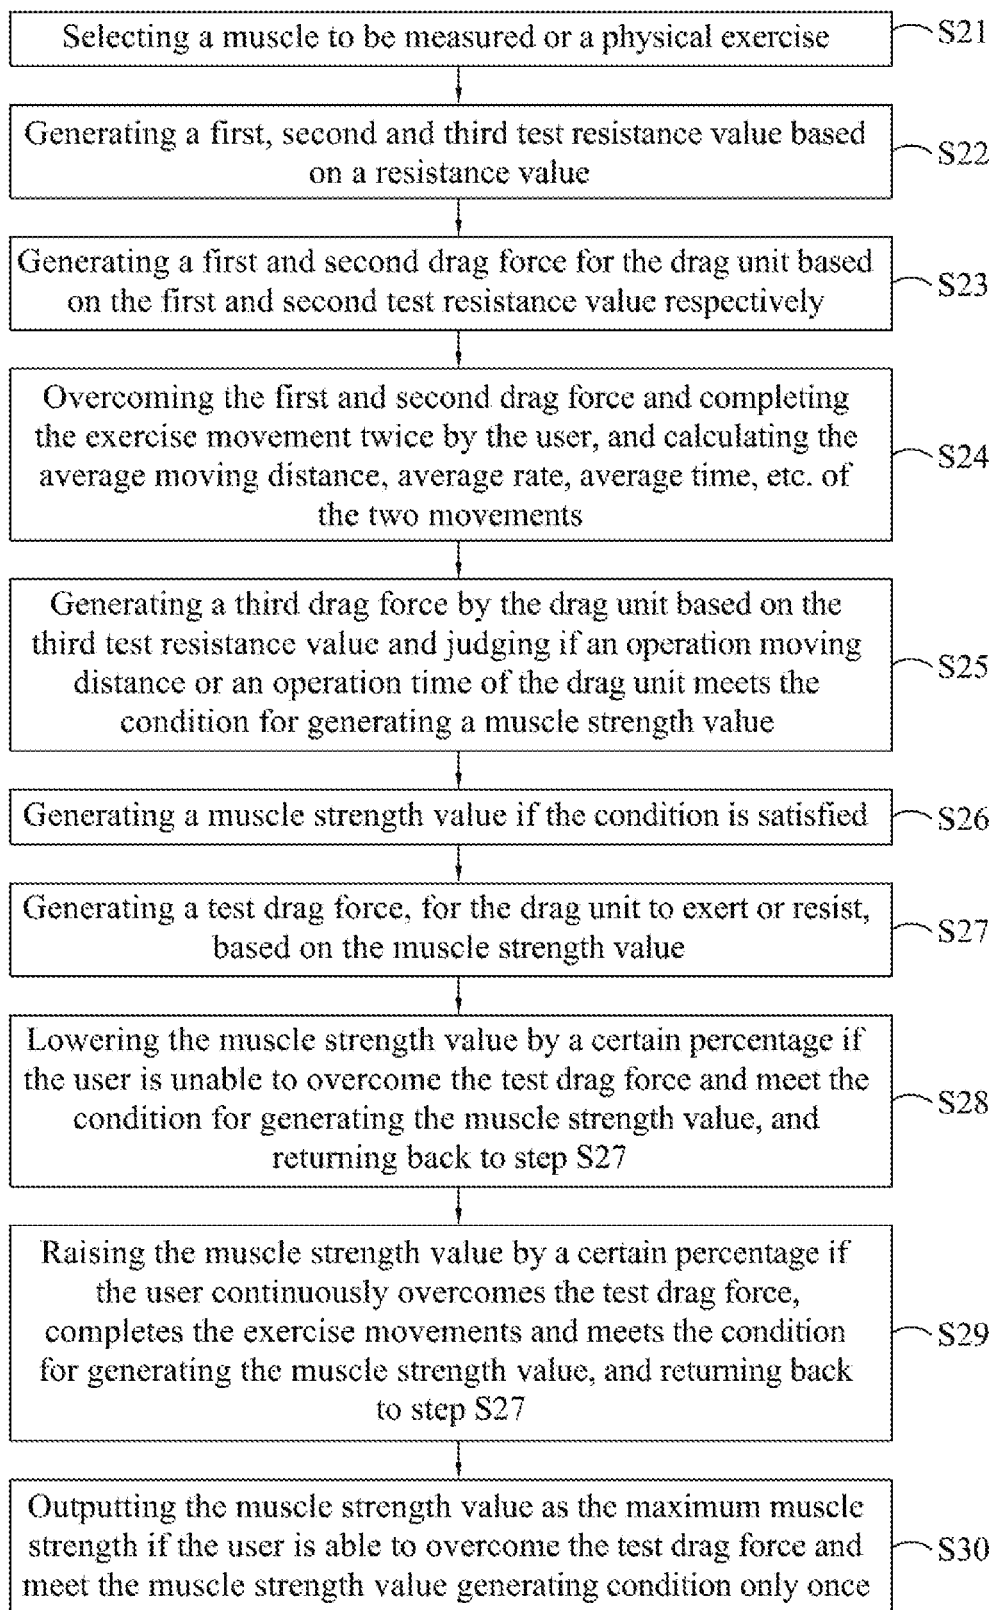 Selecting a muscle to be measured or a physical exercise
S21
Generating a first, second and third test resistance value based
on a resistance value
S22
Generating a first and second drag force for the drag unit based
on the first and second test resistance value respectively
S23
Overcoming the first and second drag force and completing
the exercise movement twice by the user, and calculating the
average moving distance, average rate, average time, etc. of
the two movements
S24
Generating a third drag force by the drag unit based on the
third test resistance value and judging if an operation moving
distance or an operation time of the drag unit meets the
condition for generating a muscle strength value
S25
Generating a muscle strength value if the condition is satisfied
S26
Generating a test drag force, for the drag unit to exert or resist,
based on the muscle strength value
S27
Lowering the muscle strength value by a certain percentage if
the user is unable to overcome the test drag force and meet the
condition for generating the muscle strength value, and
returning back to step S27
S28
Raising the muscle strength value by a certain percentage if
the user continuously overcomes the test drag force,
completes the exercise movements and meets the condition
for generating the muscle strength value, and returning back
to step S27
S29
Outputting the muscle strength value as the maximum muscle
strength if the user is able to overcome the test drag force and
meet the muscle strength value generating condition only once
S30